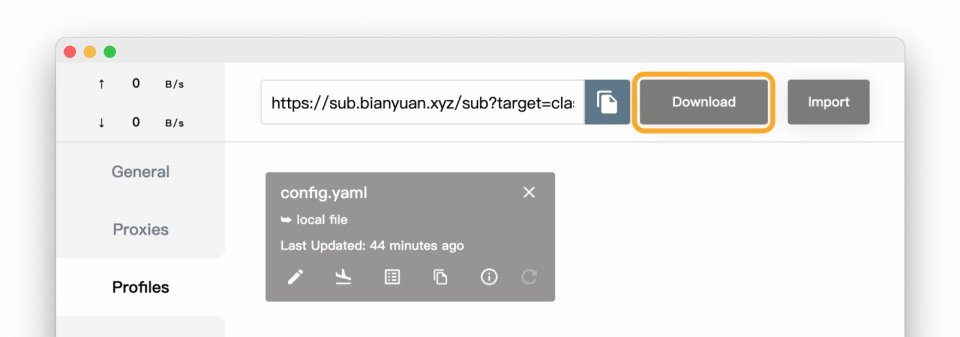 ↑ 0 B/s
↓ 0 B/s
https://sub.bianyuan.xyz/sub?target=cla
Download
Import
General
Proxies
Profiles
config.yaml
local file
Last Updated: 44 minutes ago